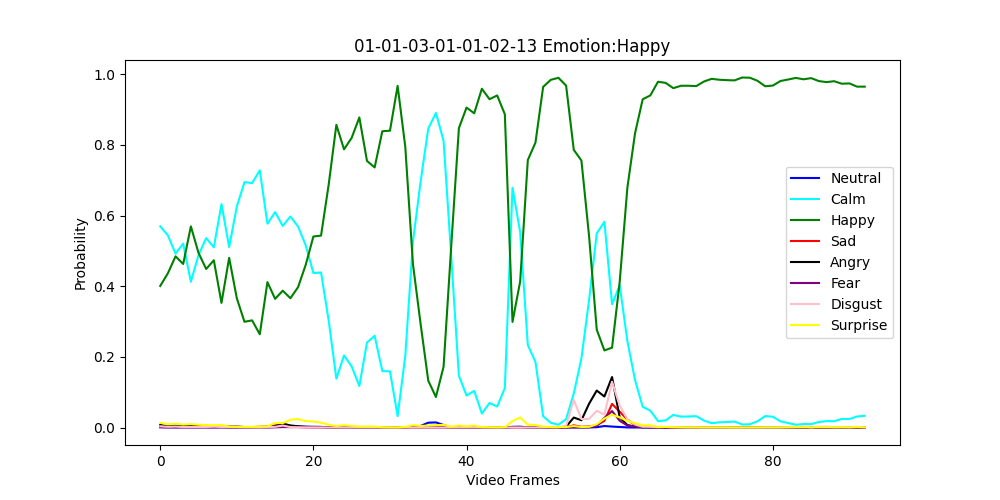 01-01-03-01-01-02-13 Emotion:Happy
Probability
1.0
0.8
0.6
0.4
0.2
0.0
0
20
40
60
80
Video Frames
Neutral
Calm
Happy
Sad
Angry
Fear
Disgust
Surprise